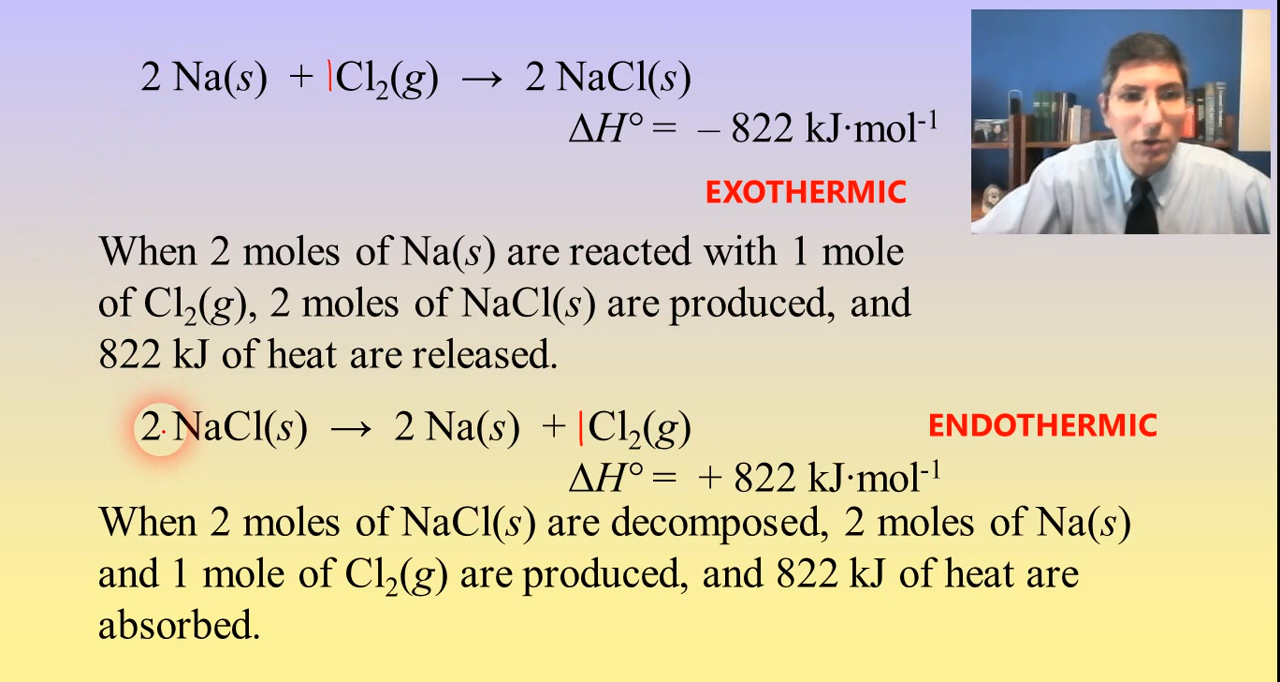 2 Na(s) + |Cl₂(g) → 2 NaCl(s)
ΔH° = – 822 kJ·mol⁻¹
EXOTHERMIC
When 2 moles of Na(s) are reacted with 1 mole
of Cl₂(g), 2 moles of NaCl(s) are produced, and
822 kJ of heat are released.
2 NaCl(s) → 2 Na(s) + |Cl₂(g)
ENDOTHERMIC
ΔH° = + 822 kJ·mol⁻¹
When 2 moles of NaCl(s) are decomposed, 2 moles of Na(s)
and 1 mole of Cl₂(g) are produced, and 822 kJ of heat are
absorbed.